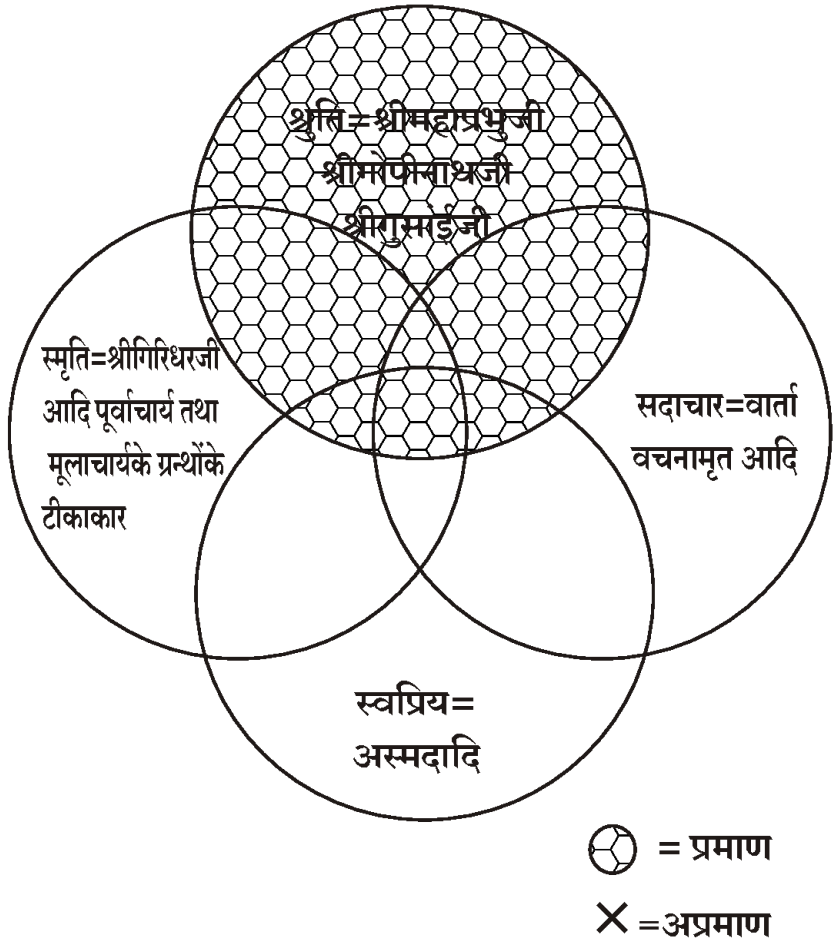 श्रुति=श्रीमहाप्रभुजी
श्रीगोपीनाथजी
श्रीगुसांईजी
स्मृति=श्रीगिरिधरजी
आदि पूर्वाचार्य तथा
मूलाचार्यके ग्रन्थोंके
टीकाकार
सदाचार=वार्ता
वचनामृत आदि
स्वप्रिय=
अस्मदादि
= प्रमाण
× =अप्रमाण